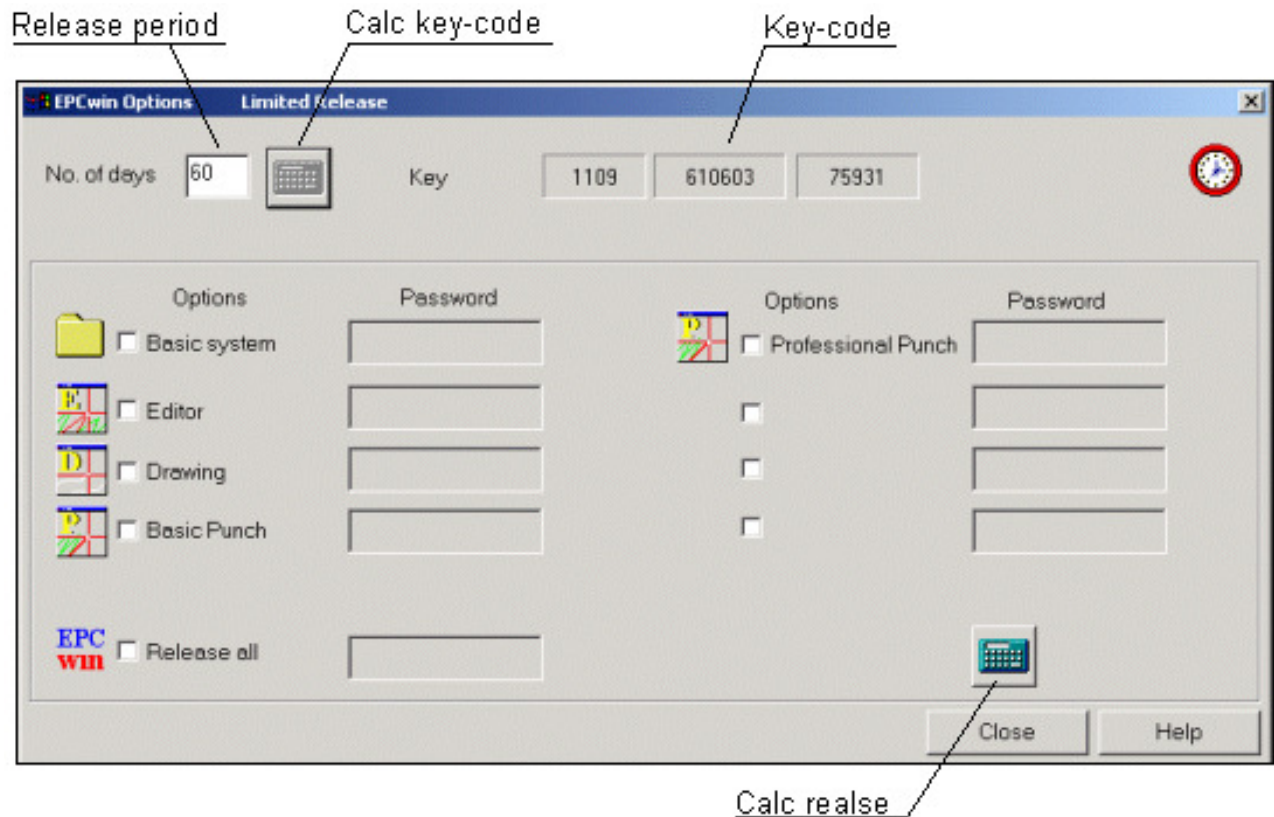 Release period Calc key-code Key-code
EPCwin Options Limited Release
No. of days 60 Key 1109 610603 75931
Options Password Options Password
Basic system P Professional Punch
E Editor
D Drawing
P Basic Punch
EPC
win Release all
Close Help
Calc realse